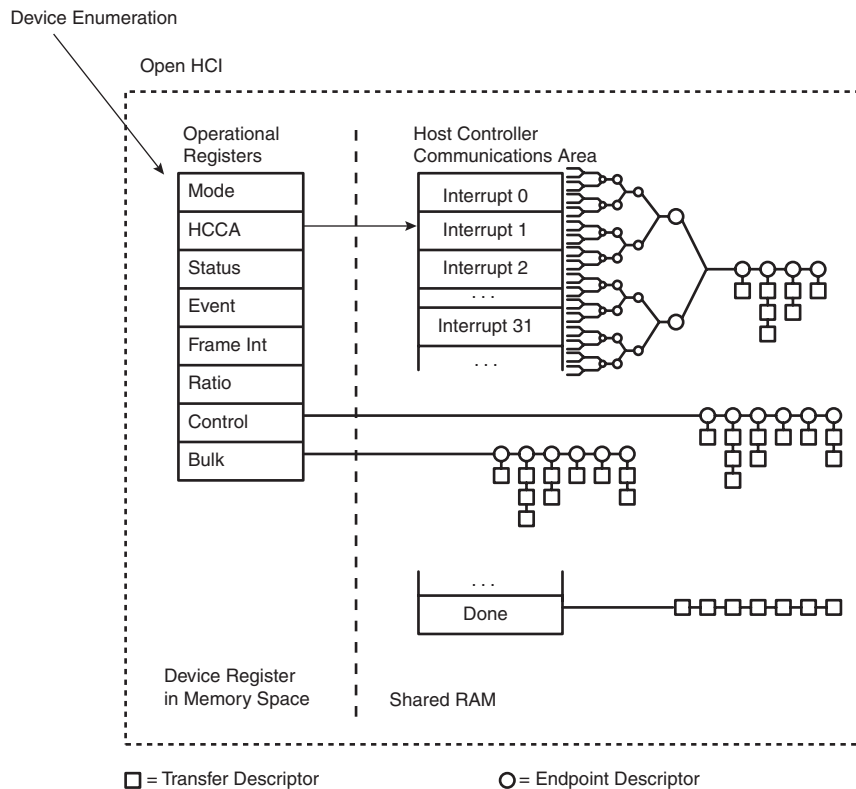 Device Enumeration
Open HCI
Operational
Registers
Mode
HCCA
Status
Event
Frame Int
Ratio
Control
Bulk
Host Controller
Communications Area
Interrupt 0
Interrupt 1
Interrupt 2
. . .
Interrupt 31
. . .
. . .
Done
Device Register
in Memory Space
Shared RAM
= Transfer Descriptor
= Endpoint Descriptor